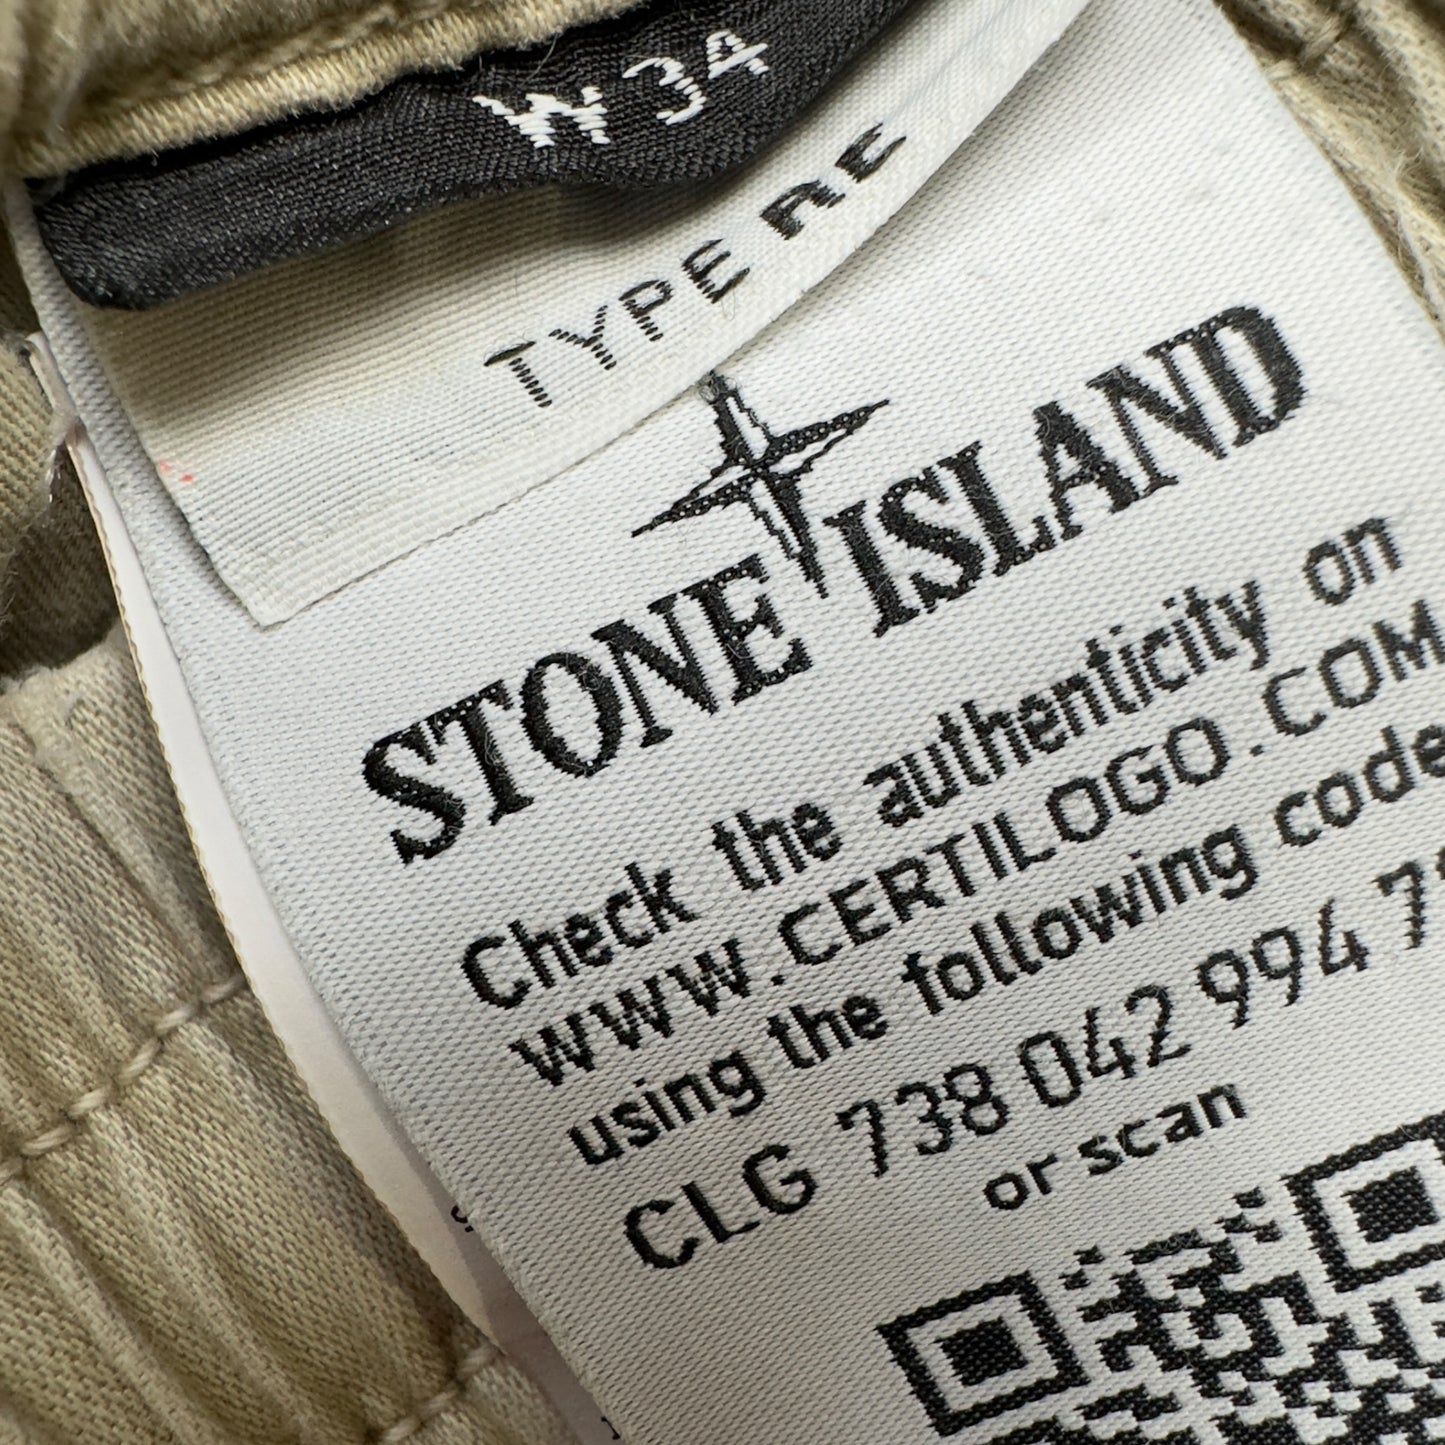 W 34
TYPE RE
STONE ISLAND
Check the authenticity on
WWW.CERTILOGO.COM
using the following code
CLG 738 042 994
or scan